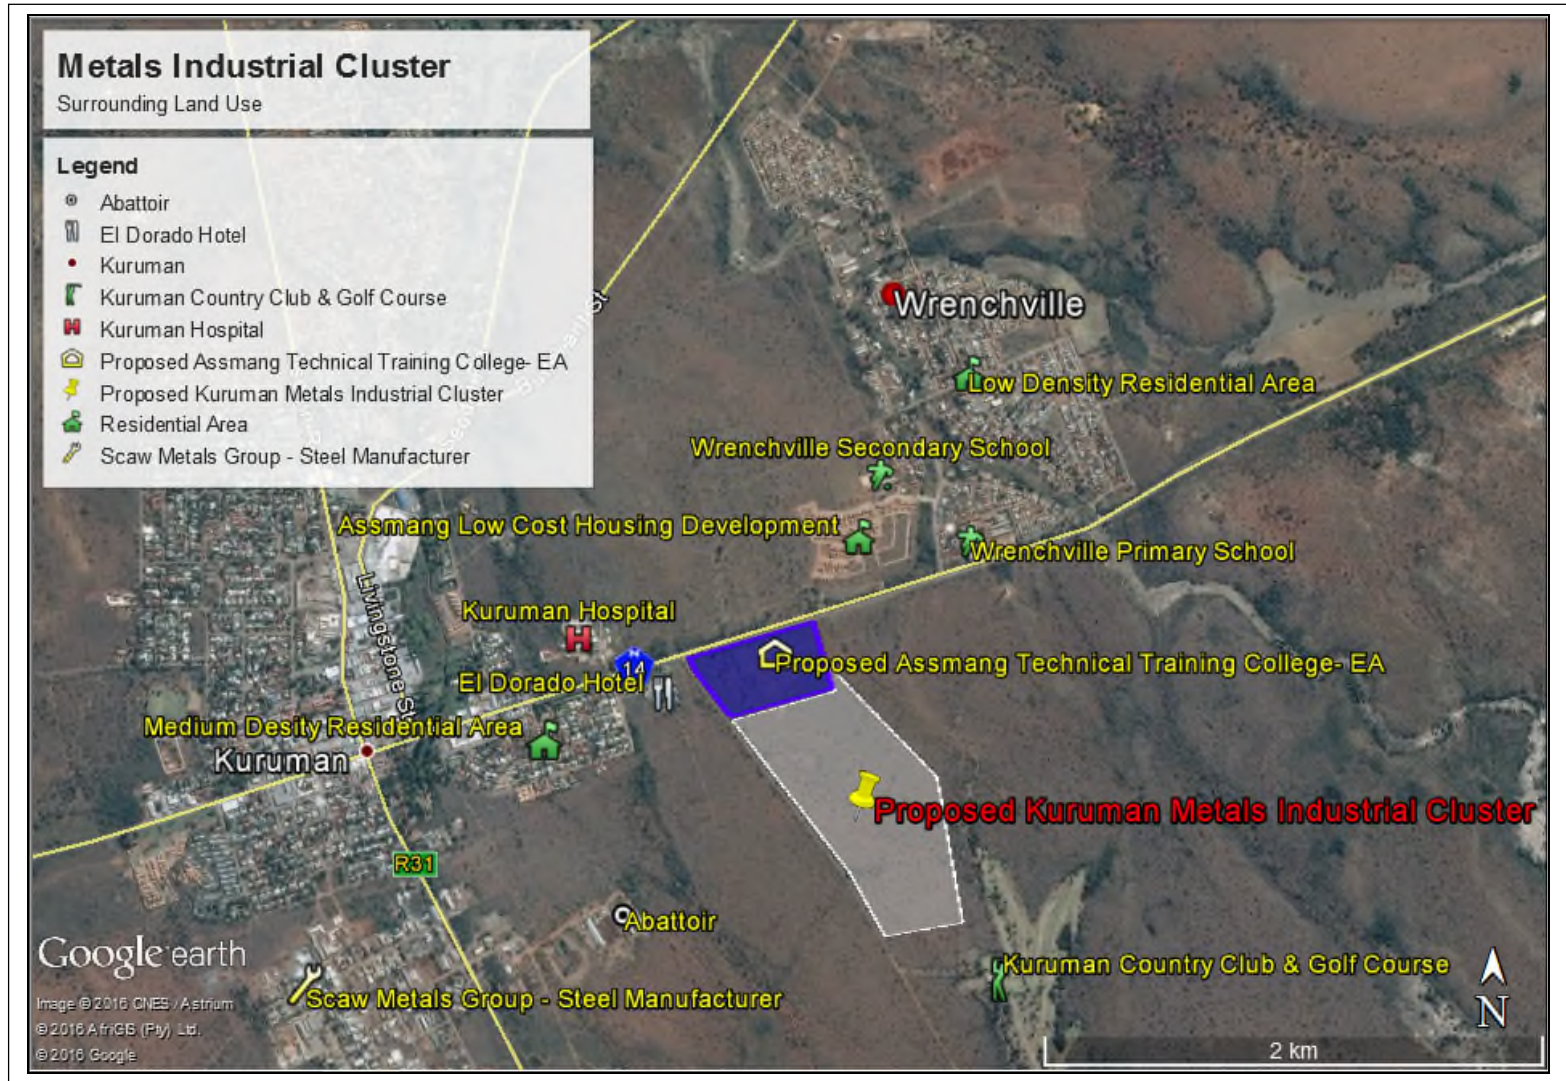 Metals Industrial Cluster
Surrounding Land Use
Legend
Abattoir
El Dorado Hotel
Kuruman
Kuruman Country Club & Golf Course
Kuruman Hospital
Proposed Assmang Technical Training College- EA
Proposed Kuruman Metals Industrial Cluster
Residential Area
Scaw Metals Group - Steel Manufacturer
Wrenchville
Low Density Residential Area
Wrenchville Secondary School
Assmang Low Cost Housing Development
Wrenchville Primary School
Livingstone St
Kuruman Hospital
H
N
14
Proposed Assmang Technical Training College- EA
El Dorado Hotel
Medium Desity Residential Area
Kuruman
Proposed Kuruman Metals Industrial Cluster
R31
Abattoir
Google earth
Kuruman Country Club & Golf Course
Scaw Metals Group - Steel Manufacturer
Image © 2016 CNES / Astrium
© 2016 AfriGIS (Pty) Ltd.
© 2016 Google
N
2 km